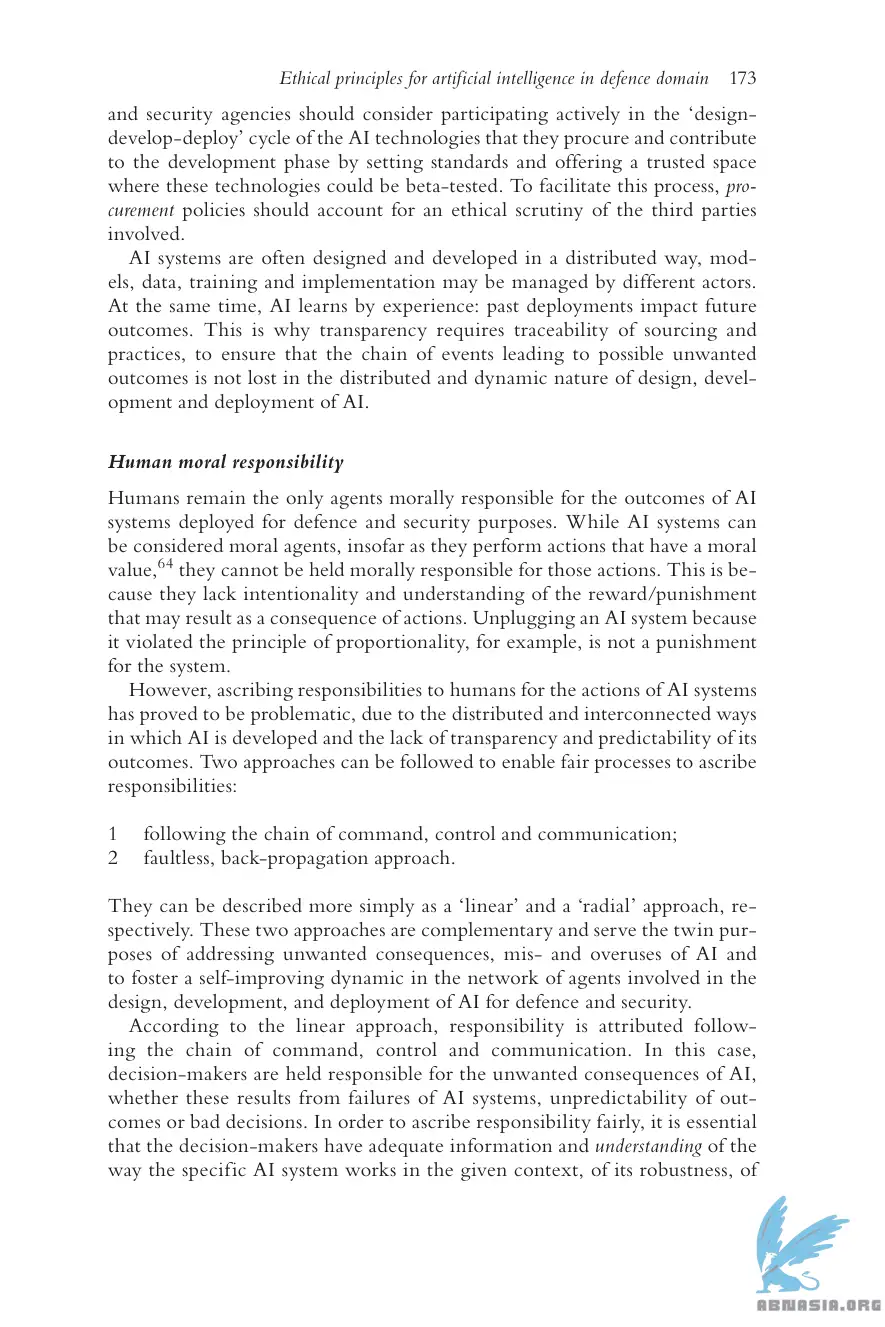 Ethical principles for artificial intelligence in defence domain 173
and security agencies should consider participating actively in the ‘design-
develop-deploy’ cycle of the AI technologies that they procure and contribute
to the development phase by setting standards and offering a trusted space
where these technologies could be beta-tested. To facilitate this process, pro-
curement policies should account for an ethical scrutiny of the third parties
involved.
AI systems are often designed and developed in a distributed way, mod-
els, data, training and implementation may be managed by different actors.
At the same time, AI learns by experience: past deployments impact future
outcomes. This is why transparency requires traceability of sourcing and
practices, to ensure that the chain of events leading to possible unwanted
outcomes is not lost in the distributed and dynamic nature of design, devel-
opment and deployment of AI.
Human moral responsibility
Humans remain the only agents morally responsible for the outcomes of AI
systems deployed for defence and security purposes. While AI systems can
be considered moral agents, insofar as they perform actions that have a moral
value,64 they cannot be held morally responsible for those actions. This is be-
cause they lack intentionality and understanding of the reward/punishment
that may result as a consequence of actions. Unplugging an AI system because
it violated the principle of proportionality, for example, is not a punishment
for the system.
However, ascribing responsibilities to humans for the actions of AI systems
has proved to be problematic, due to the distributed and interconnected ways
in which AI is developed and the lack of transparency and predictability of its
outcomes. Two approaches can be followed to enable fair processes to ascribe
responsibilities:
1 following the chain of command, control and communication;
2 faultless, back-propagation approach.
They can be described more simply as a ‘linear’ and a ‘radial’ approach, re-
spectively. These two approaches are complementary and serve the twin pur-
poses of addressing unwanted consequences, mis- and overuses of AI and
to foster a self-improving dynamic in the network of agents involved in the
design, development, and deployment of AI for defence and security.
According to the linear approach, responsibility is attributed follow-
ing the chain of command, control and communication. In this case,
decision-makers are held responsible for the unwanted consequences of AI,
whether these results from failures of AI systems, unpredictability of out-
comes or bad decisions. In order to ascribe responsibility fairly, it is essential
that the decision-makers have adequate information and understanding of the
way the specific AI system works in the given context, of its robustness, of
ABNASIA.ORG